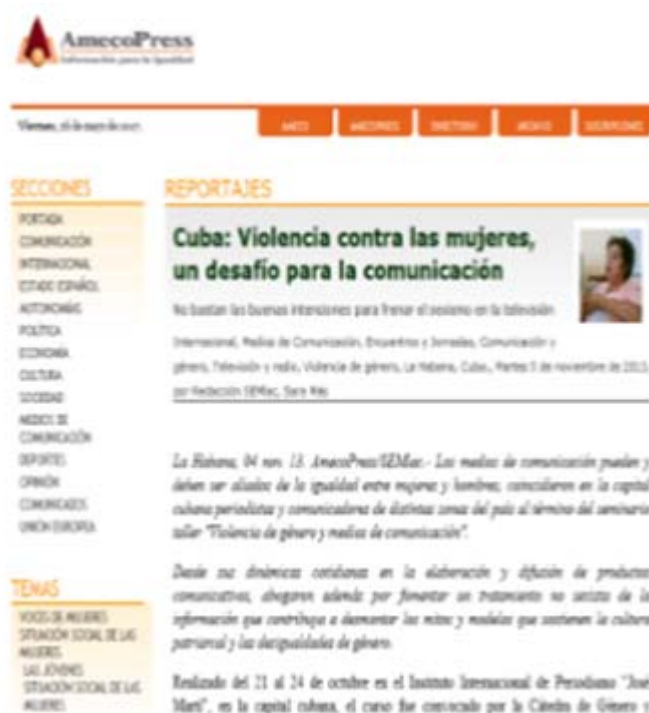 AmecoPress
Información para la Igualdad
Viernes,
AMECO
AMECOPRESS
DIRECTORIO
ARCHIVO
SUSCRIPCIONES
SECCIONES
PORTADA
COMUNICACIÓN
INTERNACIONAL
ESTADO ESPAÑOL
AUTONOMÍAS
POLÍTICA
ECONOMÍA
CULTURA
SOCIEDAD
MEDIOS DE
COMUNICACIÓN
DEPORTES
OPINIÓN
COMUNICADOS
UNIÓN EUROPEA
TEMAS
VOCES DE MUJERES
SITUACIÓN SOCIAL DE LAS
MUJERES
LAS JÓVENES
SITUACIÓN SOCIAL DE LAS
MUJERES
REPORTAJES
Cuba: Violencia contra las mujeres,
un desafío para la comunicación
No bastan las buenas intenciones para frenar el sexismo en la televisión
Internacional, Medios de Comunicación, Encuentros y Jornadas, Comunicación y
género, Televisión y radio, Violencia de género, La Habana, Cuba, Martes 5 de noviembre de 2013,
por Redacción SEMlac, Sara Más
La Habana, 04 nov. 13. AmecoPress/SEMlac.- Los medios de comunicación pueden y
deben ser aliados de la igualdad entre mujeres y hombres, coincidieron en la capital
cubana periodistas y comunicadores de distintas zonas del país al término del seminario
taller "Violencia de género y medios de comunicación".
Desde sus dinámicas cotidianas en la elaboración y difusión de productos
comunicativos, abogaron además por fomentar un tratamiento no sexista de la
información que contribuya a desmontar los mitos y modelos que sostienen la cultura
patriarcal y las desigualdades de género.
Realizado del 21 al 24 de octubre en el Instituto Internacional de Periodismo "José
Martí", en la capital cubana, el curso fue convocado por la Cátedra de Género y